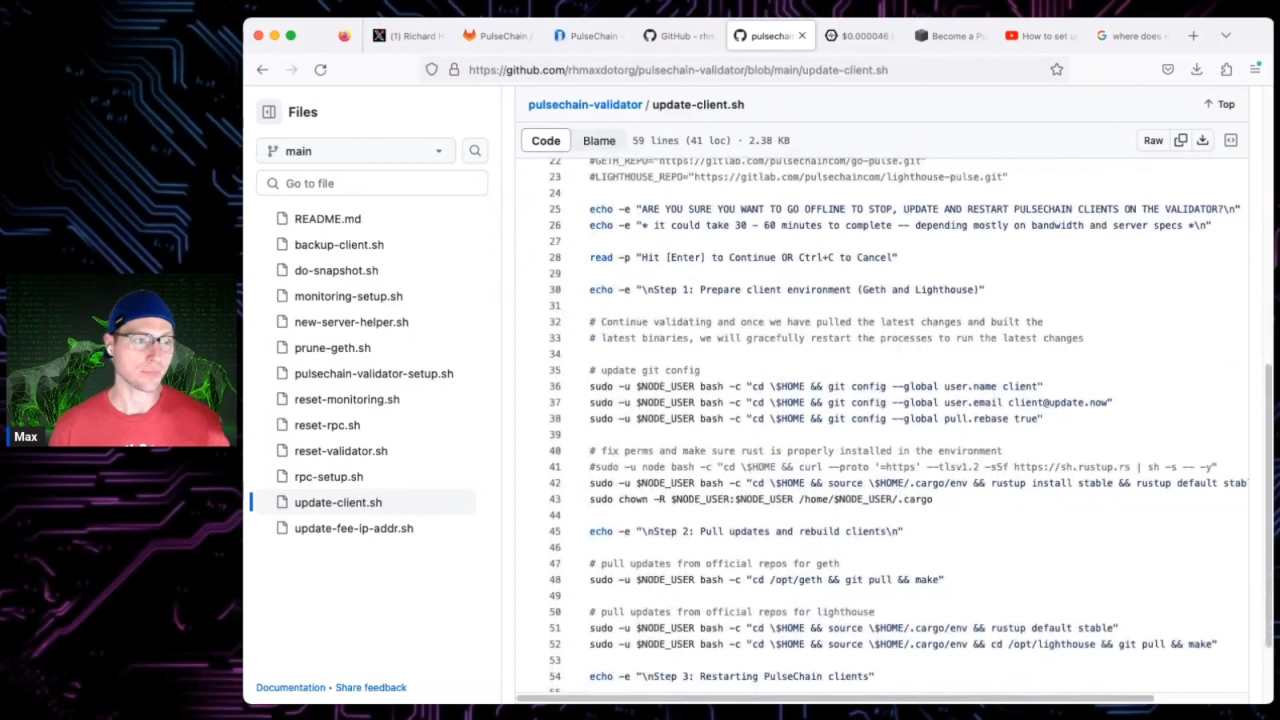 (1) Richard H
PulseChain /
PulseChain
GitHub - rhm
pulsechain
$0.000046
Become a Pu
How to set u
where does
https://github.com/rhmaxdotorg/pulsechain-validator/blob/main/update-client.sh
Files
main
Go to file
README.md
backup-client.sh
do-snapshot.sh
monitoring-setup.sh
new-server-helper.sh
prune-geth.sh
pulsechain-validator-setup.sh
reset-monitoring.sh
reset-rpc.sh
reset-validator.sh
rpc-setup.sh
update-client.sh
update-fee-ip-addr.sh
Documentation • Share feedback
pulsechain-validator / update-client.sh
Top
Code
Blame
59 lines (41 loc) · 2.38 KB
Raw
22 #GETH_REPO="https://gitlab.com/pulsechaincom/go-pulse.git"
23 #LIGHTHOUSE_REPO="https://gitlab.com/pulsechaincom/lighthouse-pulse.git"
24
25 echo -e "ARE YOU SURE YOU WANT TO GO OFFLINE TO STOP, UPDATE AND RESTART PULSECHAIN CLIENTS ON THE VALIDATOR?\n"
26 echo -e "* it could take 30 - 60 minutes to complete -- depending mostly on bandwidth and server specs *\n"
27
28 read -p "Hit [Enter] to Continue OR Ctrl+C to Cancel"
29
30 echo -e "\nStep 1: Prepare client environment (Geth and Lighthouse)"
31
32 # Continue validating and once we have pulled the latest changes and built the
33 # latest binaries, we will gracefully restart the processes to run the latest changes
34
35 # update git config
36 sudo -u $NODE_USER bash -c "cd \$HOME && git config --global user.name client"
37 sudo -u $NODE_USER bash -c "cd \$HOME && git config --global user.email client@update.now"
38 sudo -u $NODE_USER bash -c "cd \$HOME && git config --global pull.rebase true"
39
40 # fix perms and make sure rust is properly installed in the environment
41 #sudo -u node bash -c "cd \$HOME && curl --proto '=https' --tlsv1.2 -sSf https://sh.rustup.rs | sh -s -- -y"
42 sudo -u $NODE_USER bash -c "cd \$HOME && source \$HOME/.cargo/env && rustup install stable && rustup default stabl
43 sudo chown -R $NODE_USER:$NODE_USER /home/$NODE_USER/.cargo
44
45 echo -e "\nStep 2: Pull updates and rebuild clients\n"
46
47 # pull updates from official repos for geth
48 sudo -u $NODE_USER bash -c "cd /opt/geth && git pull && make"
49
50 # pull updates from official repos for lighthouse
51 sudo -u $NODE_USER bash -c "cd \$HOME && source \$HOME/.cargo/env && rustup default stable"
52 sudo -u $NODE_USER bash -c "cd \$HOME && source \$HOME/.cargo/env && cd /opt/lighthouse && git pull && make"
53
54 echo -e "\nStep 3: Restarting PulseChain clients"
55
Max